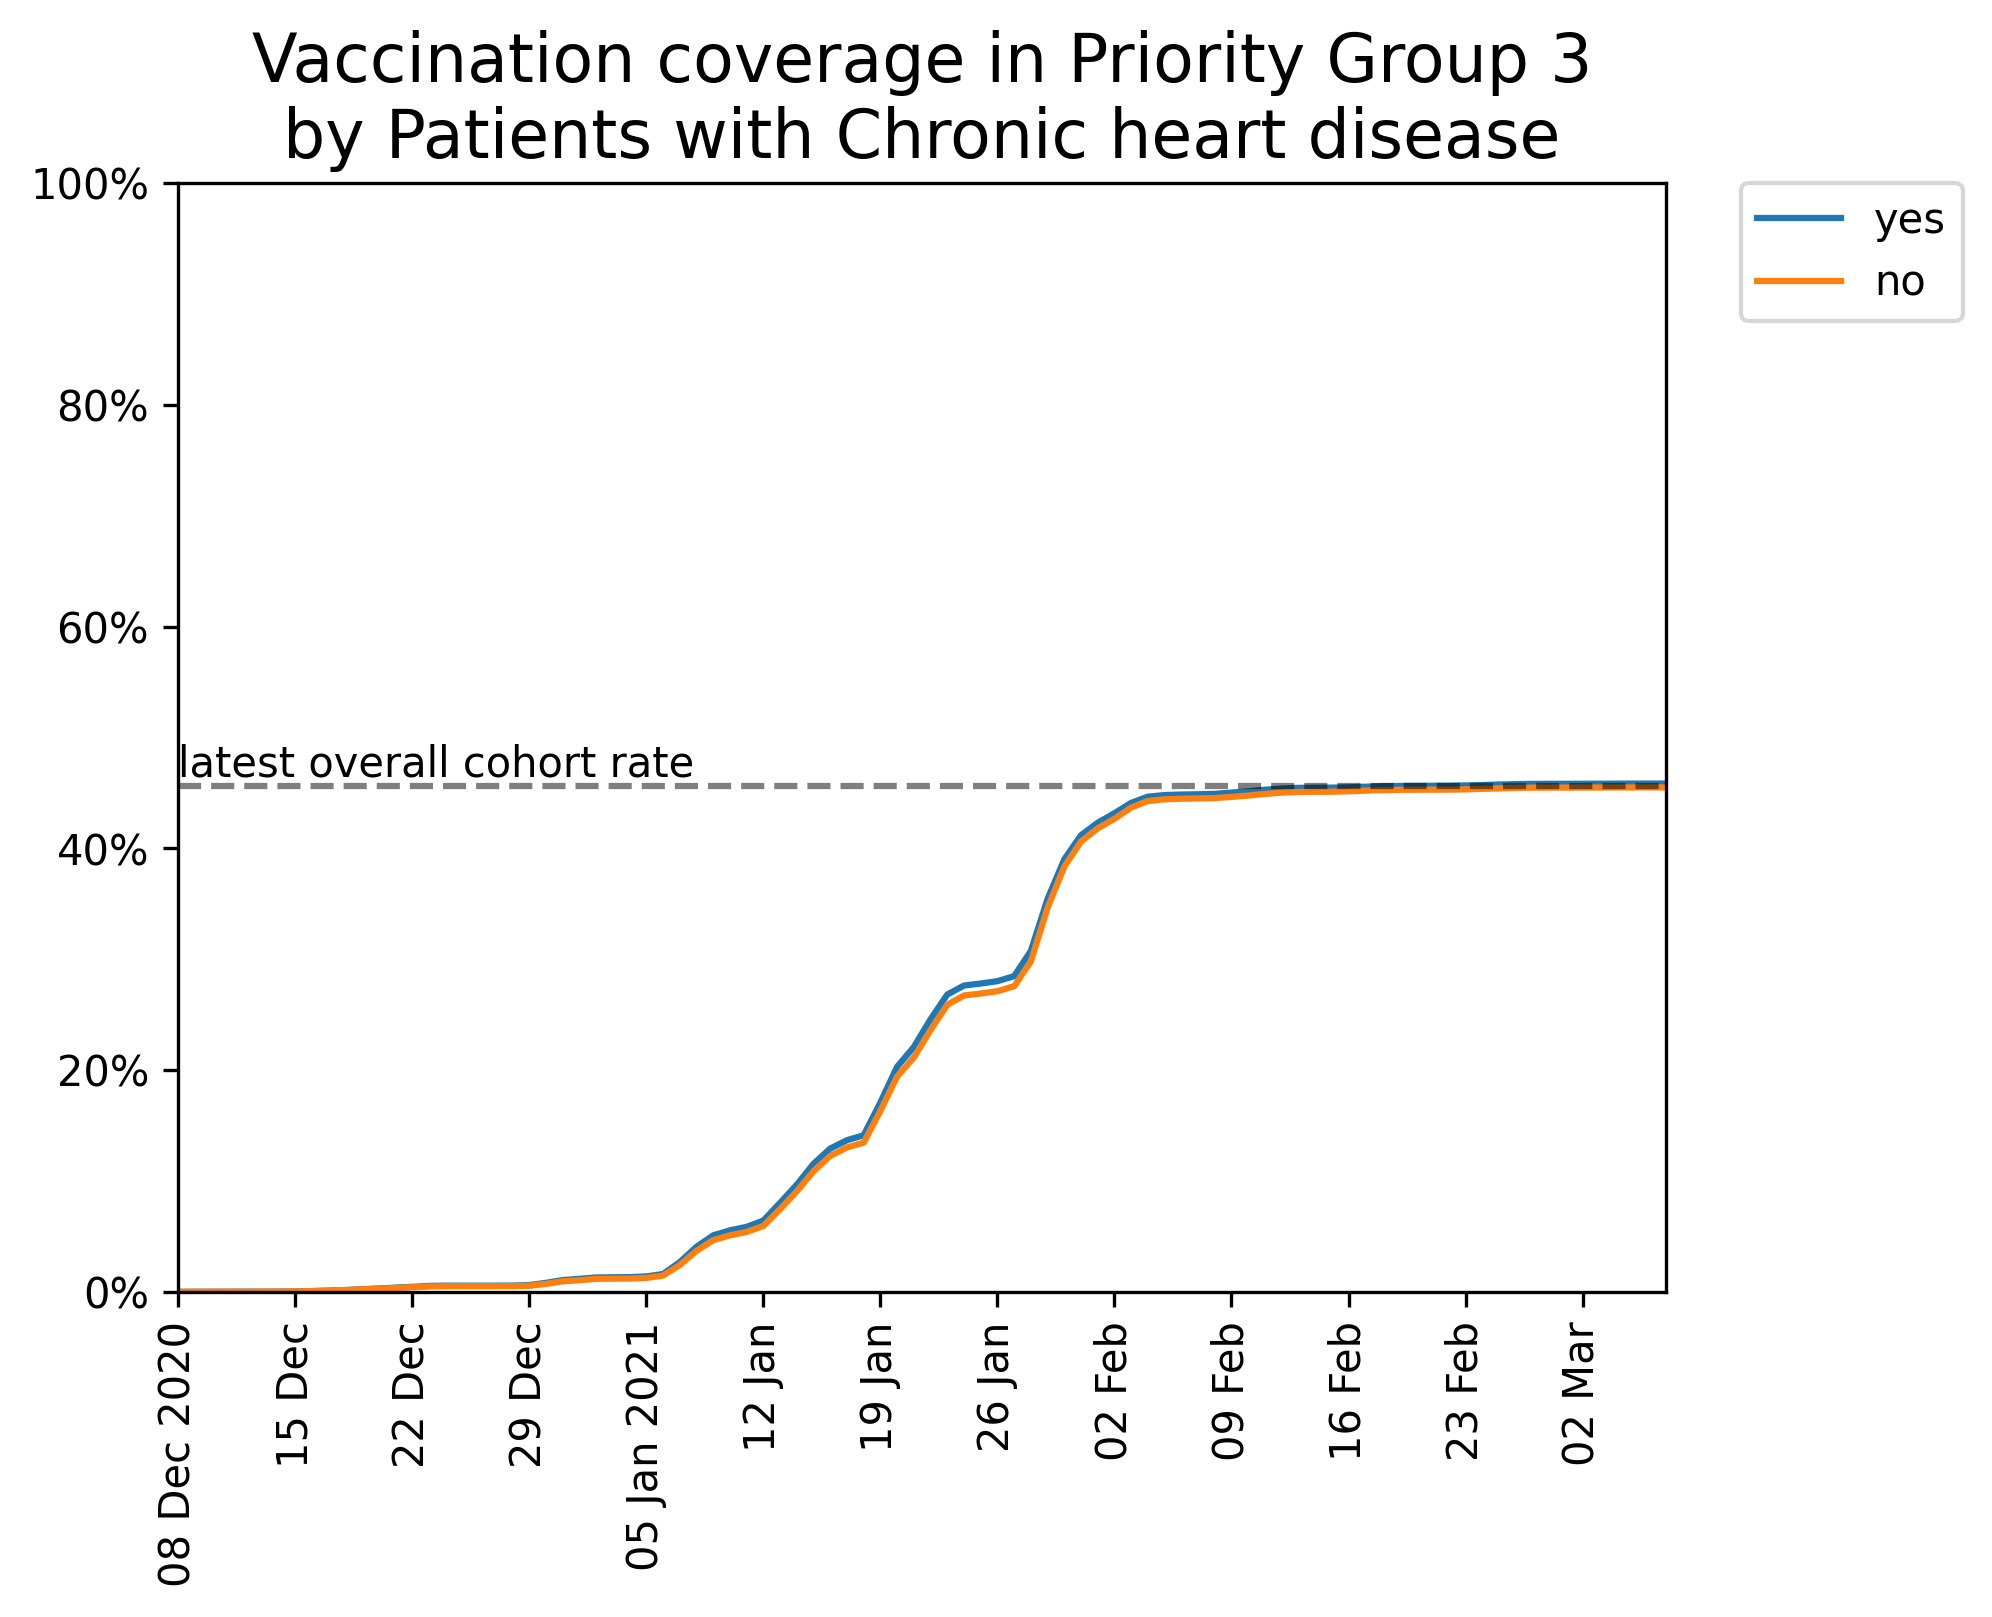 Vaccination coverage in Priority Group 3
by Patients with Chronic heart disease
100%
80%
60%
40%
20%
0%
latest overall cohort rate
yes
no
08 Dec 2020
15 Dec
22 Dec
29 Dec
05 Jan 2021
12 Jan
19 Jan
26 Jan
02 Feb
09 Feb
16 Feb
23 Feb
02 Mar